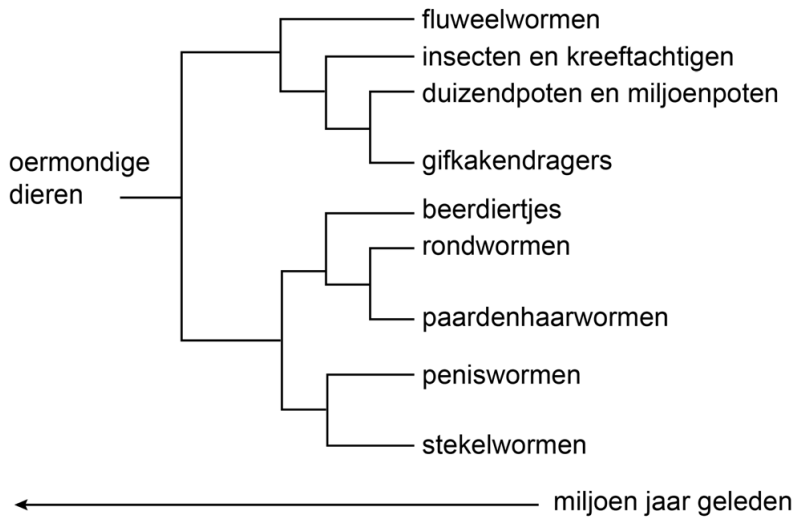 fluweelwormen
insecten en kreeftachtigen
duizendpoten en miljoenpoten
gifkakendragers
oermondige
dieren
beerdiertjes
rondwormen
paardenhaarwormen
peniswormen
stekelwormen
miljoen jaar geleden